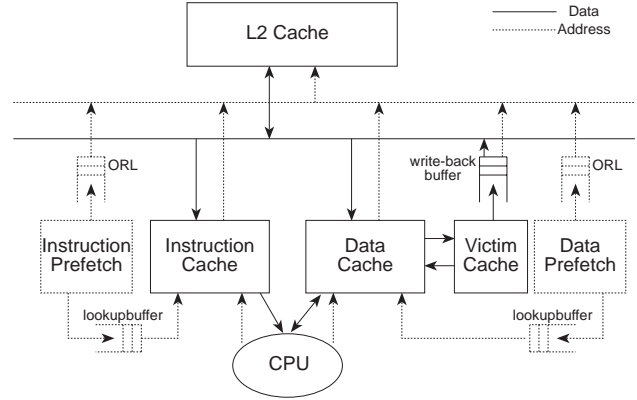 L2 Cache
Data
Address
ORL
write-back
buffer
ORL
Instruction
Prefetch
Instruction
Cache
Data
Cache
Victim
Cache
Data
Prefetch
lookupbuffer
lookupbuffer
CPU